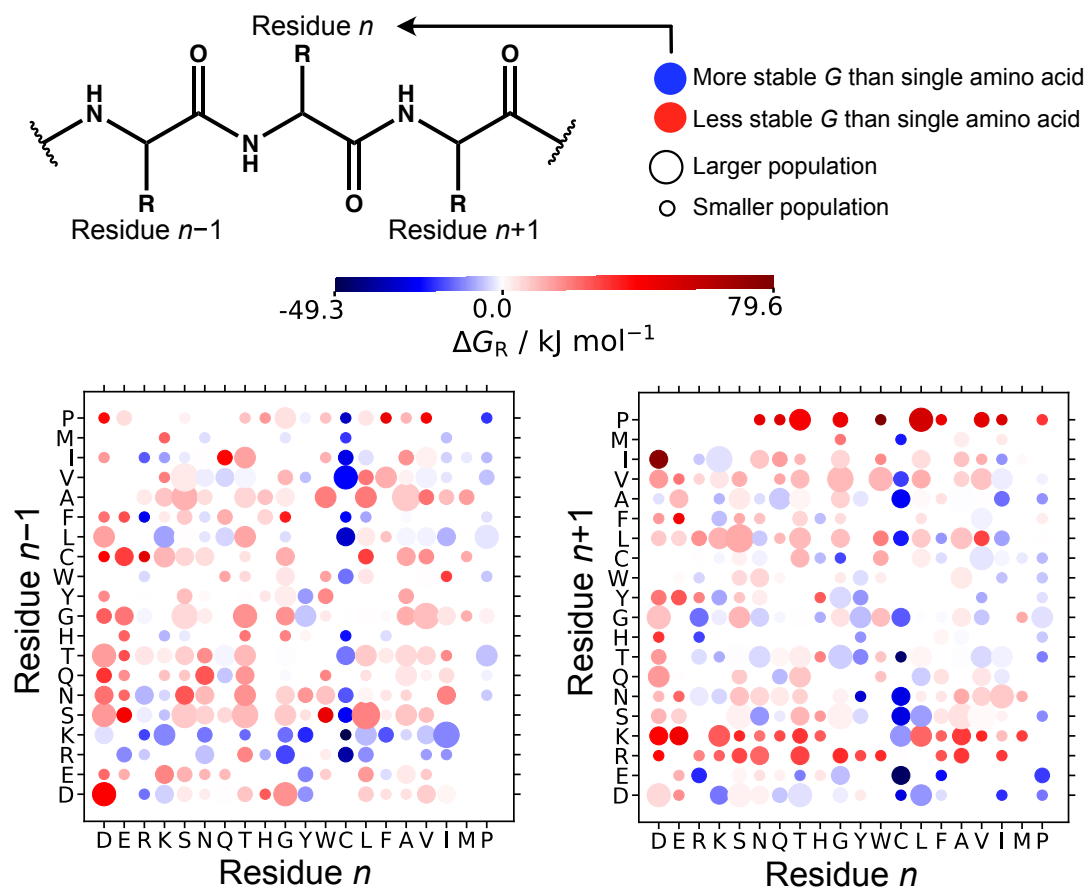 Residue n
O
R
O
H
N
H
N
N
H
R
O
R
Residue n−1
Residue n+1
More stable G than single amino acid
Less stable G than single amino acid
Larger population
Smaller population
-49.3 0.0 79.6
ΔG_R / kJ mol⁻¹
Residue n−1
P
M
I
V
A
F
L
C
W
Y
G
H
T
Q
N
S
K
R
E
D
D E R K S N Q T H G Y W C L F A V I M P
Residue n
Residue n+1
P
M
I
V
A
F
L
C
W
Y
G
H
T
Q
N
S
K
R
E
D
D E R K S N Q T H G Y W C L F A V I M P
Residue n